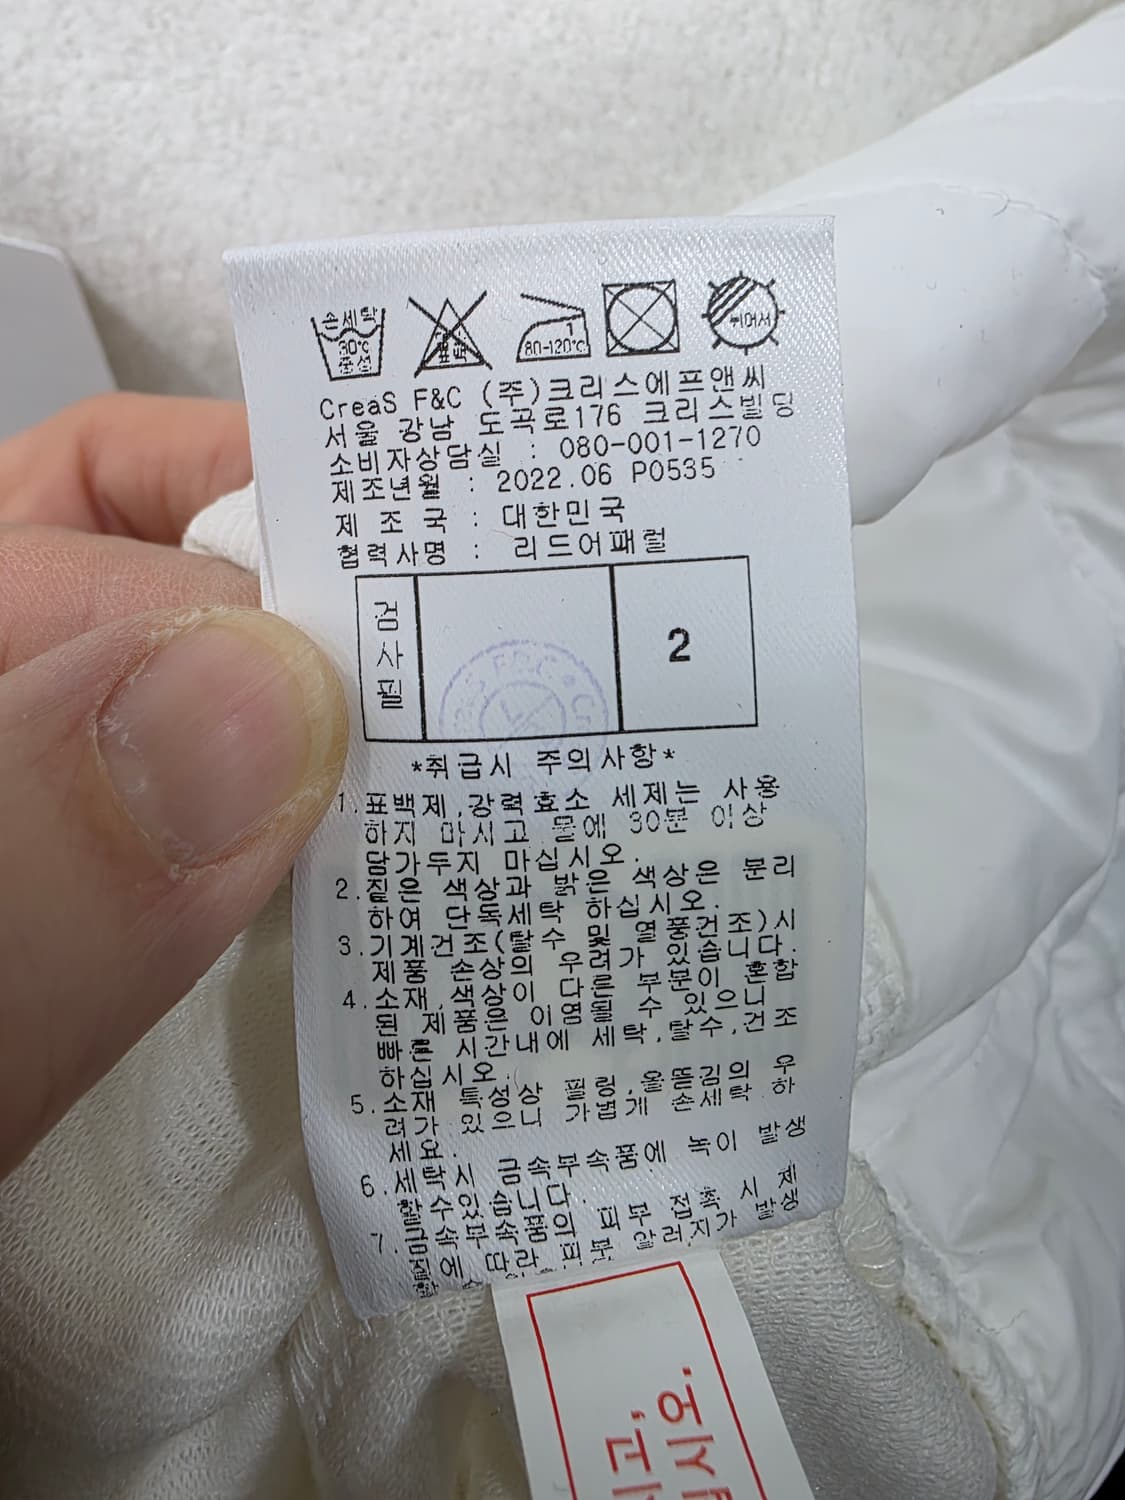 손세탁
30℃
중성
80-120℃
뉘어서
CreaS F&C (주)크리스에프앤씨
서울 강남 도곡로176 크리스빌딩
소비자상담실 : 080-001-1270
제조년월 : 2022.06 P0535
제 조 국 : 대한민국
협력사명 : 리드어패럴
검사필
2
*취급시 주의사항*
1.표백제,강력효소 세제는 사용
하지 마시고 물에 30분 이상
담가두지 마십시오.
2.짙은 색상과 밝은 색상은 분리
하여 단독세탁 하십시오.
3.기계건조(탈수 및 열풍건조)시
제품 손상의 우려가 있습니다.
4.소재,색상이 다른 부분이 혼합
된 제품은 이염될 수 있으니
빠른 시간내에 세탁,탈수,건조
하십시오.
5.소재 특성상 필링,올뜯김의 우
려가 있으니 가볍게 손세탁 하
세요.
6.세탁시 금속부속품에 녹이 발생
할수있습니다.
7.금속부속품의 피부 접촉 시 체
질에 따라 피부 알러지가 발생